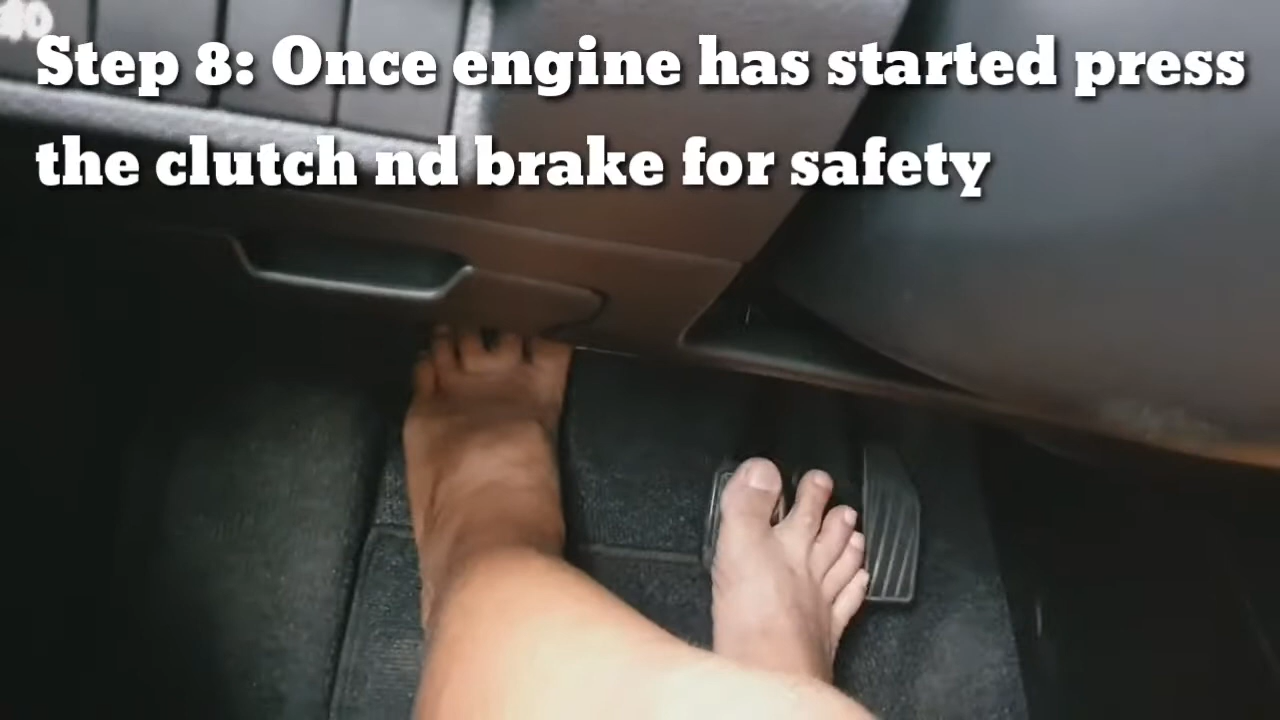 Step 8: Once engine has started press
the clutch nd brake for safety